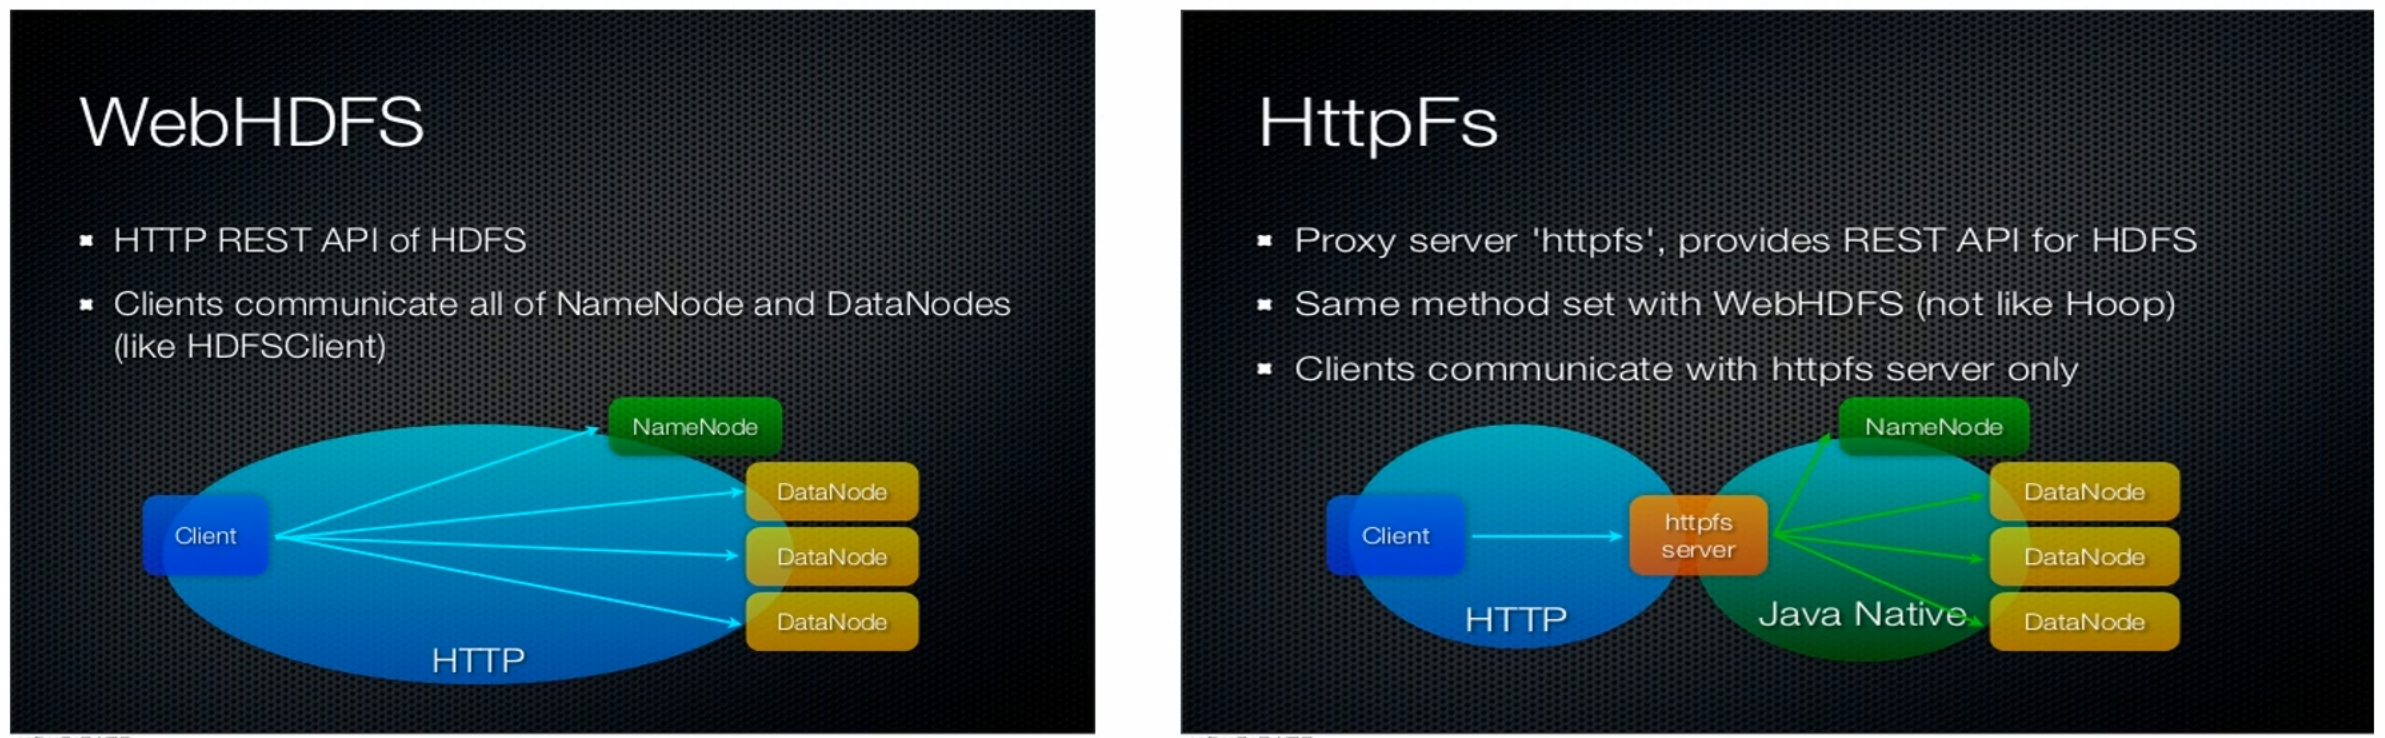 WebHDFS
HTTP REST API of HDFS
Clients communicate all of NameNode and DataNodes
(like HDFSClient)
NameNode
DataNode
Client
DataNode
DataNode
HTTP
HttpFs
Proxy server 'httpfs', provides REST API for HDFS
Same method set with WebHDFS (not like Hoop)
Clients communicate with httpfs server only
NameNode
DataNode
Client
httpfs
server
DataNode
DataNode
HTTP
Java Native